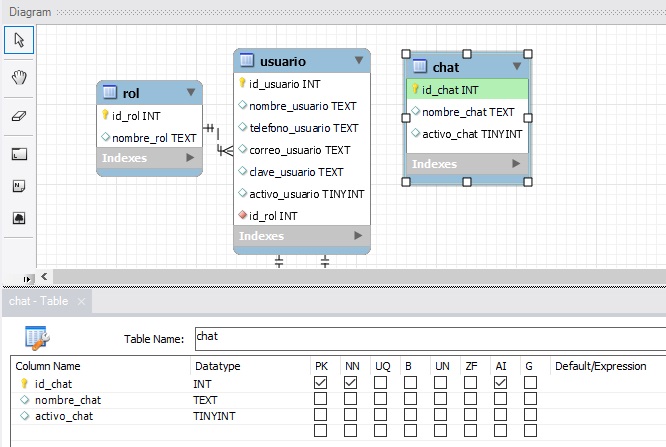 Diagram
rol
id_rol INT
nombre_rol TEXT
Indexes
usuario
id_usuario INT
nombre_usuario TEXT
telefono_usuario TEXT
correo_usuario TEXT
clave_usuario TEXT
activo_usuario TINYINT
id_rol INT
Indexes
chat
id_chat INT
nombre_chat TEXT
activo_chat TINYINT
Indexes
chat - Table ×
Table Name: chat
Column Name Datatype PK NN UQ B UN ZF AI G Default/Expression
id_chat INT
nombre_chat TEXT
activo_chat TINYINT